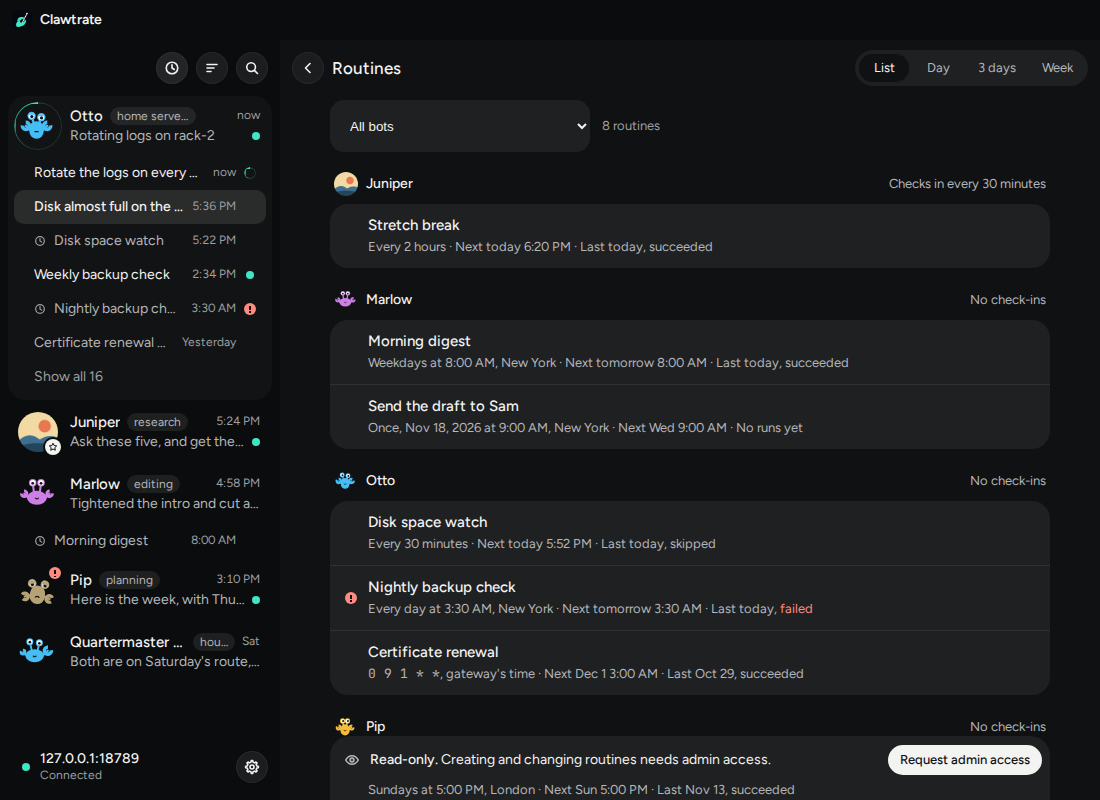 Clawtrate
Otto home serve... now
Rotating logs on rack-2
Rotate the logs on every ... now
Disk almost full on the ... 5:36 PM
Disk space watch 5:22 PM
Weekly backup check 2:34 PM
Nightly backup ch... 3:30 AM
Certificate renewal ... Yesterday
Show all 16
Juniper research 5:24 PM
Ask these five, and get the...
Marlow editing 4:58 PM
Tightened the intro and cut a...
Morning digest 8:00 AM
Pip planning 3:10 PM
Here is the week, with Thu...
Quartermaster ... hou... Sat
Both are on Saturday's route,...
127.0.0.1:18789
Connected
Routines
List Day 3 days Week
All bots 8 routines
Juniper Checks in every 30 minutes
Stretch break
Every 2 hours · Next today 6:20 PM · Last today, succeeded
Marlow No check-ins
Morning digest
Weekdays at 8:00 AM, New York · Next tomorrow 8:00 AM · Last today, succeeded
Send the draft to Sam
Once, Nov 18, 2026 at 9:00 AM, New York · Next Wed 9:00 AM · No runs yet
Otto No check-ins
Disk space watch
Every 30 minutes · Next today 5:52 PM · Last today, skipped
Nightly backup check
Every day at 3:30 AM, New York · Next tomorrow 3:30 AM · Last today, failed
Certificate renewal
0 9 1 * *, gateway's time · Next Dec 1 3:00 AM · Last Oct 29, succeeded
Pip No check-ins
Read-only. Creating and changing routines needs admin access. Request admin access
Sundays at 5:00 PM, London · Next Sun 5:00 PM · Last Nov 13, succeeded